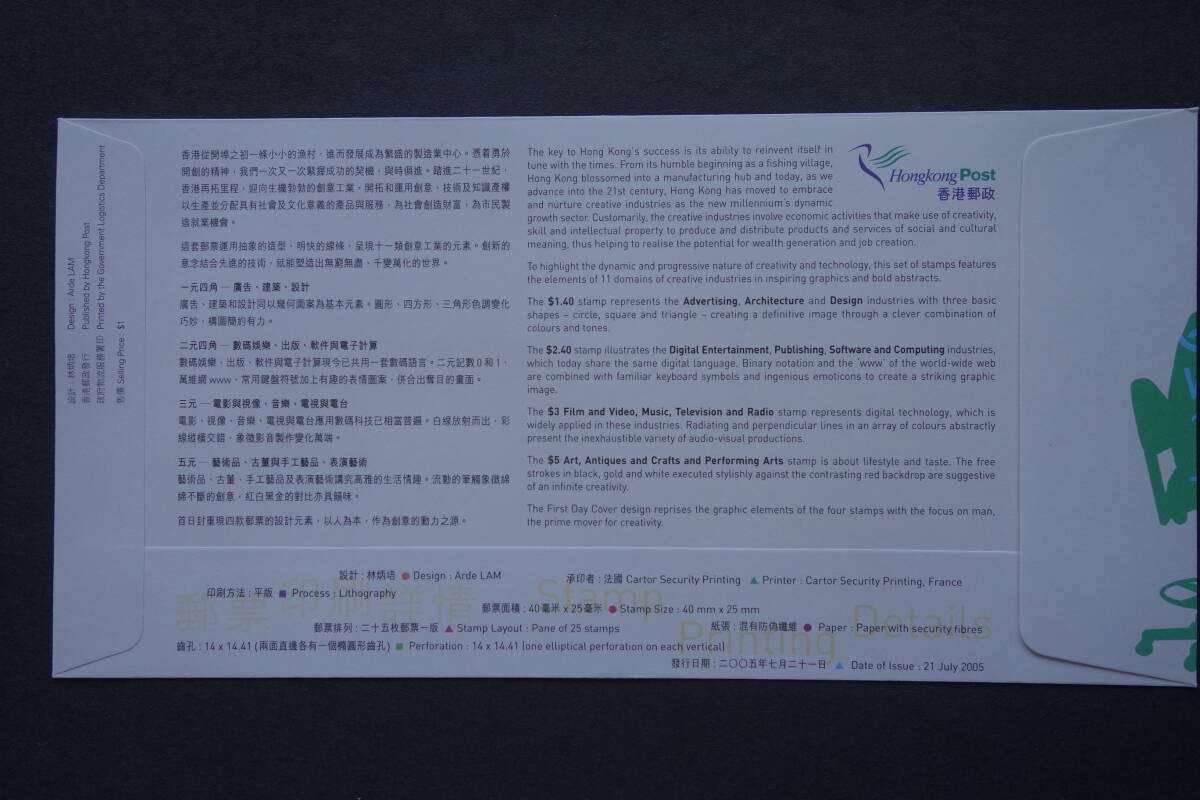 設計 : 林炳培 Design : Arde LAM
香港郵政發行 Published by Hongkong Post
政府物流服務署印 Printed by the Government Logistics Department
售價 Selling Price : $1
香港從開埠之初一條小小的漁村，進而發展成為繁盛的製造業中心。憑着勇於
開創的精神，我們一次又一次緊握成功的契機，與時俱進。踏進二十一世紀，
香港再拓里程，迎向生機勃勃的創意工業，開拓和運用創意、技術及知識產權
以生產並分配具有社會及文化意義的產品與服務，為社會創造財富，為市民製
造就業機會。
這套郵票運用抽象的造型、明快的線條，呈現十一類創意工業的元素。創新的
意念結合先進的技術，就能塑造出無窮無盡、千變萬化的世界。
一元四角 — 廣告、建築、設計
廣告、建築和設計同以幾何圖案為基本元素。圓形、四方形、三角形色調變化
巧妙，構圖簡約有力。
二元四角 — 數碼娛樂、出版、軟件與電子計算
數碼娛樂、出版、軟件與電子計算現今已共用一套數碼語言。二元記數 0 和 1、
萬維網 www、常用鍵盤符號加上有趣的表情圖案，併合出奪目的畫面。
三元 — 電影與視像、音樂、電視與電台
電影、視像、音樂、電視與電台應用數碼科技已相當普遍。白線放射而出，彩
線縱橫交錯，象徵影音製作變化萬端。
五元 — 藝術品、古董與手工藝品、表演藝術
藝術品、古董、手工藝品及表演藝術講究高雅的生活情趣。流動的筆觸象徵綿
綿不斷的創意，紅白黑金的對比亦具韻味。
首日封重現四款郵票的設計元素，以人為本，作為創意的動力之源。
The key to Hong Kong's success is its ability to reinvent itself in
tune with the times. From its humble beginning as a fishing village,
Hong Kong blossomed into a manufacturing hub and today, as we
advance into the 21st century, Hong Kong has moved to embrace
and nurture creative industries as the new millennium's dynamic
growth sector. Customarily, the creative industries involve economic activities that make use of creativity,
skill and intellectual property to produce and distribute products and services of social and cultural
meaning, thus helping to realise the potential for wealth generation and job creation.
To highlight the dynamic and progressive nature of creativity and technology, this set of stamps features
the elements of 11 domains of creative industries in inspiring graphics and bold abstracts.
The $1.40 stamp represents the Advertising, Architecture and Design industries with three basic
shapes – circle, square and triangle – creating a definitive image through a clever combination of
colours and tones.
The $2.40 stamp illustrates the Digital Entertainment, Publishing, Software and Computing industries,
which today share the same digital language. Binary notation and the 'www' of the world-wide web
are combined with familiar keyboard symbols and ingenious emoticons to create a striking graphic
image.
The $3 Film and Video, Music, Television and Radio stamp represents digital technology, which is
widely applied in these industries. Radiating and perpendicular lines in an array of colours abstractly
present the inexhaustible variety of audio-visual productions.
The $5 Art, Antiques and Crafts and Performing Arts stamp is about lifestyle and taste. The free
strokes in black, gold and white executed stylishly against the contrasting red backdrop are suggestive
of an infinite creativity.
The First Day Cover design reprises the graphic elements of the four stamps with the focus on man,
the prime mover for creativity.
Hongkong Post
香港郵政
郵票印刷詳情 Stamp Printing Details
設計 : 林炳培 ● Design : Arde LAM
承印者 : 法國 Cartor Security Printing ▲ Printer : Cartor Security Printing, France
印刷方法 : 平版 ■ Process : Lithography
郵票面積 : 40毫米 x 25毫米 ● Stamp Size : 40 mm x 25 mm
郵票排列 : 二十五枚郵票一版 ▲ Stamp Layout : Pane of 25 stamps
紙張 : 混有防偽纖維 ● Paper : Paper with security fibres
齒孔 : 14 x 14.41 (兩面直邊各有一個橢圓形齒孔) ■ Perforation : 14 x 14.41 (one elliptical perforation on each vertical)
發行日期 : 二〇〇五年七月二十一日 ▲ Date of Issue : 21 July 2005